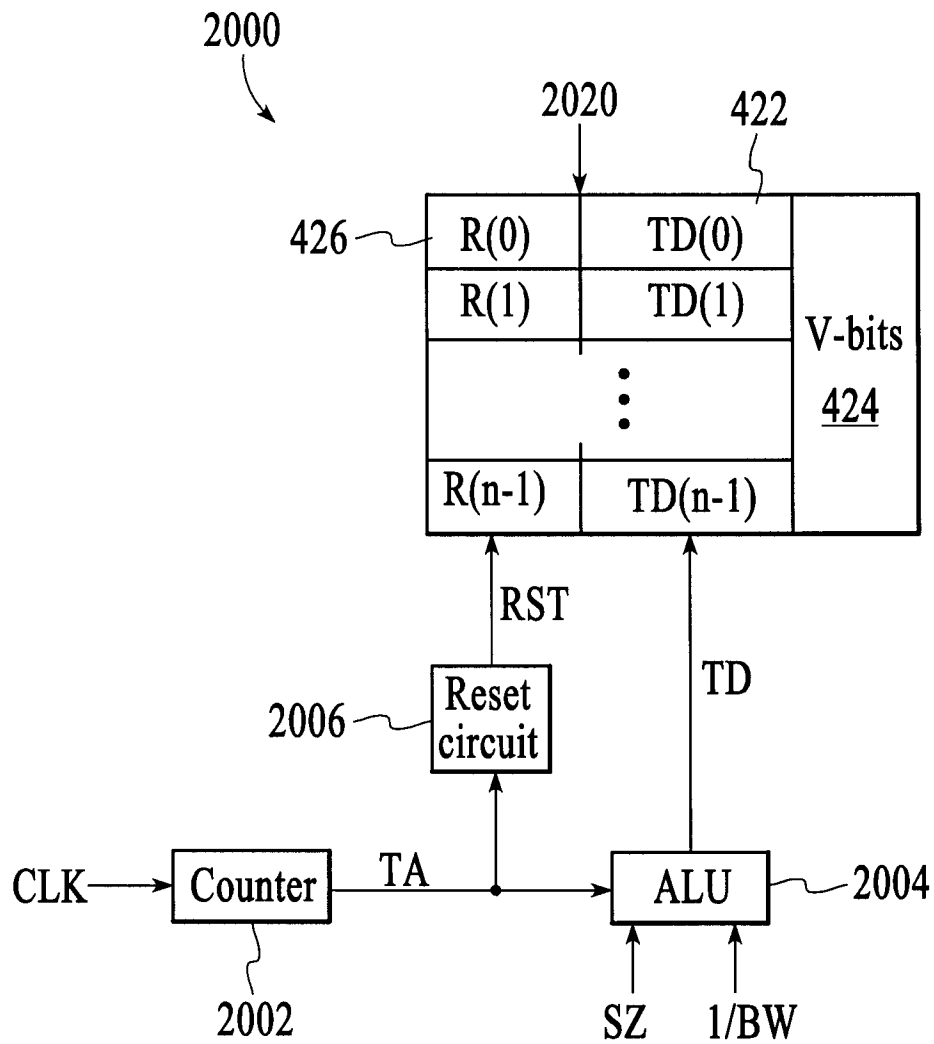 2000
2020
422
426
R(0) TD(0)
R(1) TD(1)
V-bits
424
R(n-1) TD(n-1)
RST
TD
2006
Reset
circuit
CLK
Counter
TA
ALU
2004
2002
SZ
1/BW